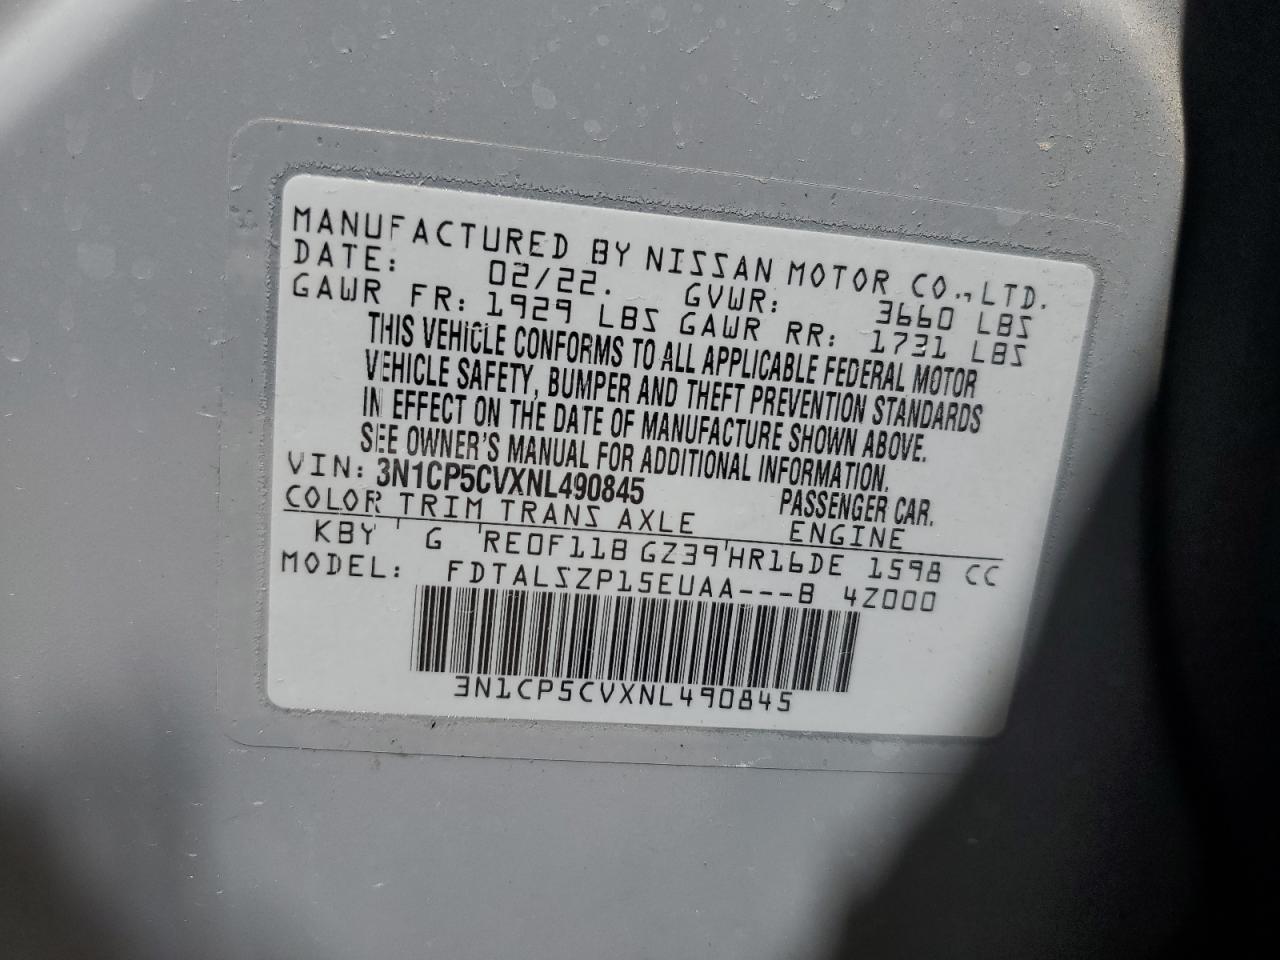 MANUFACTURED BY NISSAN MOTOR CO., LTD.
DATE: 02/22. GVWR: 3660 LBS
GAWR FR: 1929 LBS GAWR RR: 1731 LBS
THIS VEHICLE CONFORMS TO ALL APPLICABLE FEDERAL MOTOR
VEHICLE SAFETY, BUMPER AND THEFT PREVENTION STANDARDS
IN EFFECT ON THE DATE OF MANUFACTURE SHOWN ABOVE.
SEE OWNER'S MANUAL FOR ADDITIONAL INFORMATION.
VIN: 3N1CP5CVXNL490845 PASSENGER CAR.
COLOR TRIM TRANS AXLE ENGINE
KBY ' G ' RE0F11B GZ39 ' HR16DE 1598 CC
MODEL: FDTALSZP15EUAA---B 4Z000
3N1CP5CVXNL490845